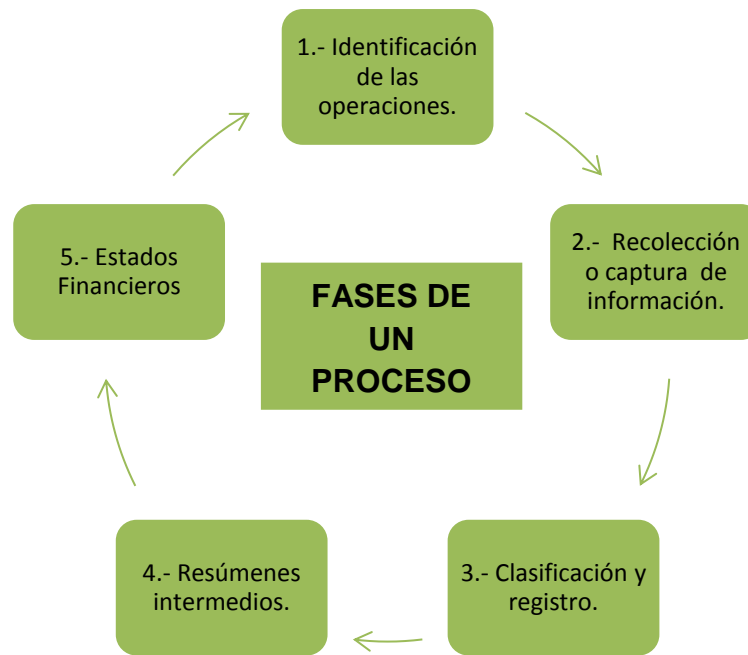 1.- Identificación
de las
operaciones.
2.- Recolección
o captura de
información.
3.- Clasificación y
registro.
4.- Resúmenes
intermedios.
5.- Estados
Financieros
FASES DE
UN
PROCESO